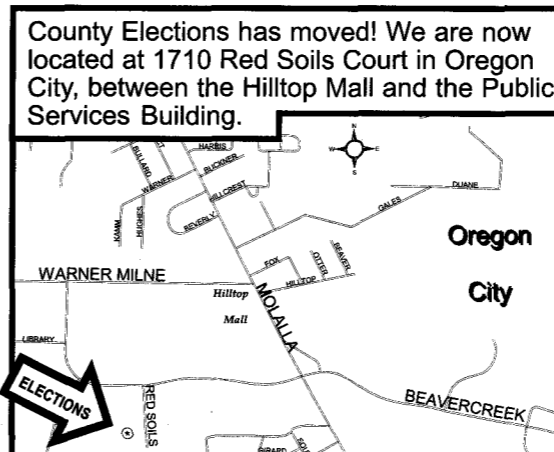 County Elections has moved! We are now
located at 1710 Red Soils Court in Oregon
City, between the Hilltop Mall and the Public
Services Building.
HARRIS
BULLARD
BUCKNER
N
W E
S
WARNER
HILLCREST
DUANE
KAMM
HUGHES
BEVERLY
GALES
Oregon
City
FOX
OTTER
BEAVER
HILLTOP
WARNER MILNE
Hilltop
Mall
MOLALLA
LIBRARY
ELECTIONS
RED SOILS
BEAVERCREEK
GIRARD